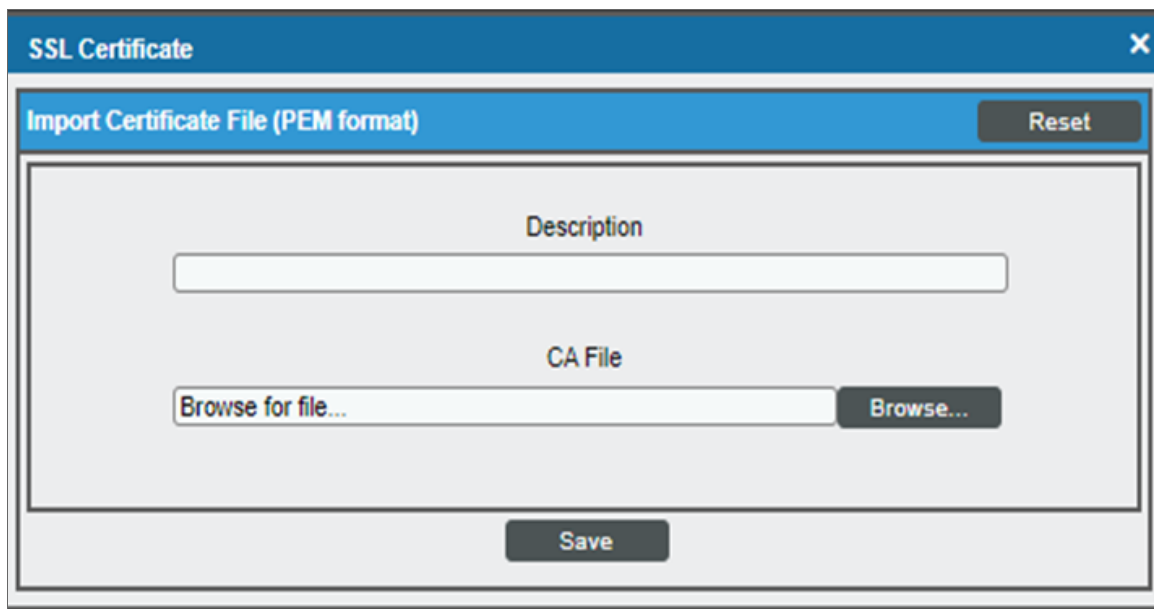 SSL Certificate
Import Certificate File (PEM format)
Reset
Description
CA File
Browse for file...
Browse...
Save